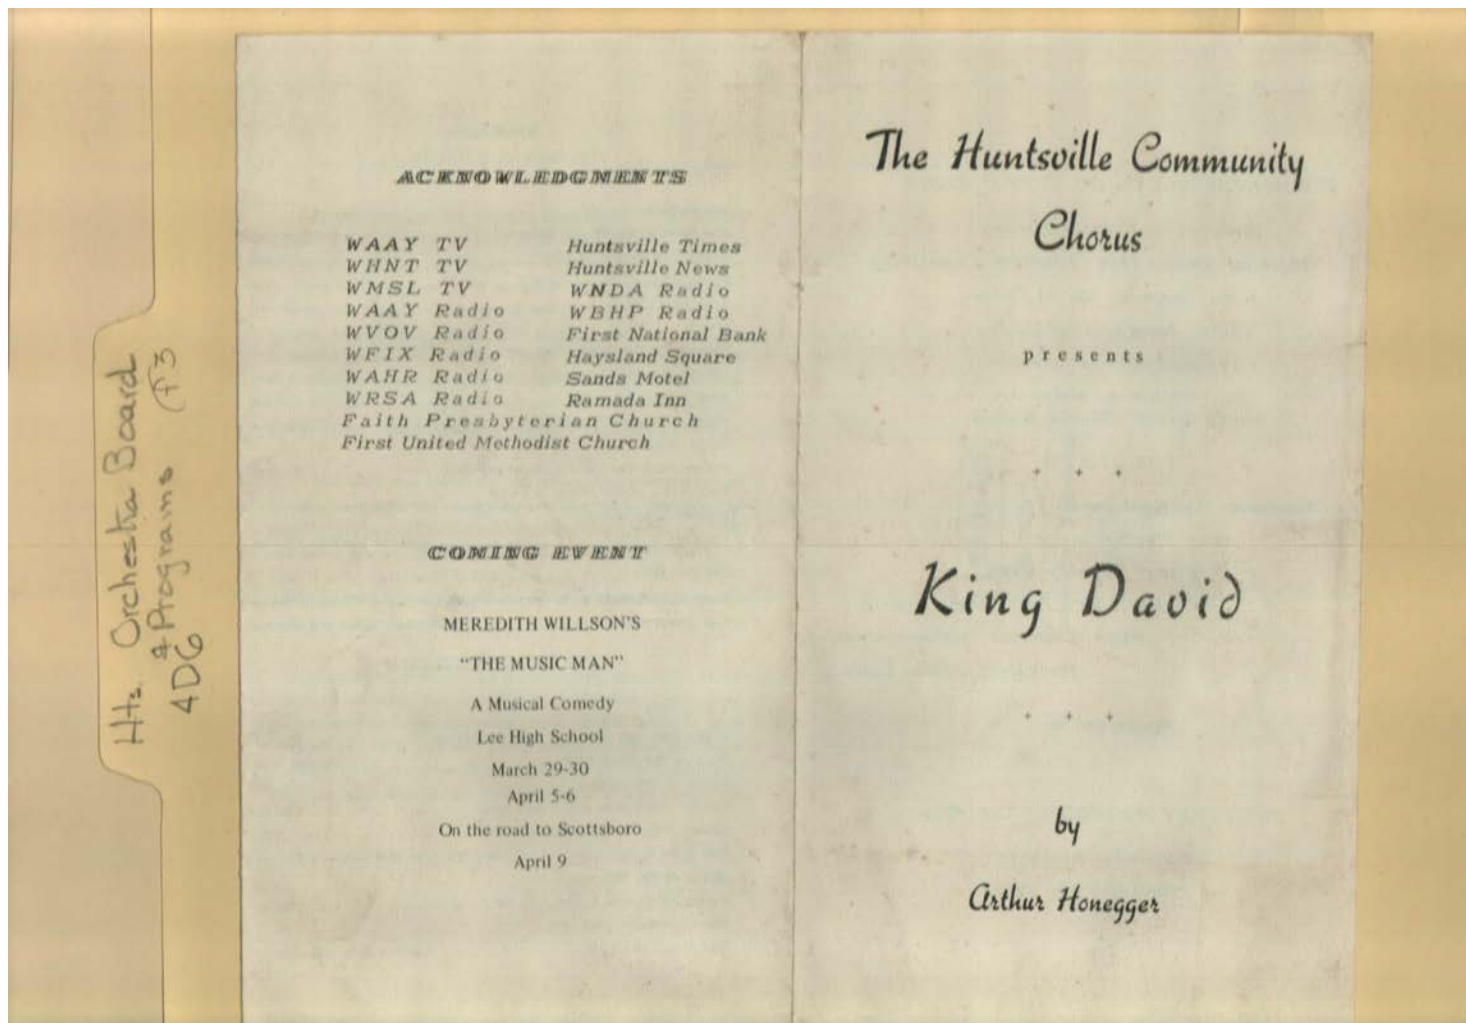 Hts. Orchestra Board
& Programs (F3
4D6
ACKNOWLEDGMENTS
WAAY TV Huntsville Times
WHNT TV Huntsville News
WMSL TV WNDA Radio
WAAY Radio WBHP Radio
WVOV Radio First National Bank
WFIX Radio Haysland Square
WAHR Radio Sands Motel
WRSA Radio Ramada Inn
Faith Presbyterian Church
First United Methodist Church
COMING EVENT
MEREDITH WILLSON'S
"THE MUSIC MAN"
A Musical Comedy
Lee High School
March 29-30
April 5-6
On the road to Scottsboro
April 9
The Huntsville Community
Chorus
presents
+ + +
King David
+ + +
by
Arthur Honegger